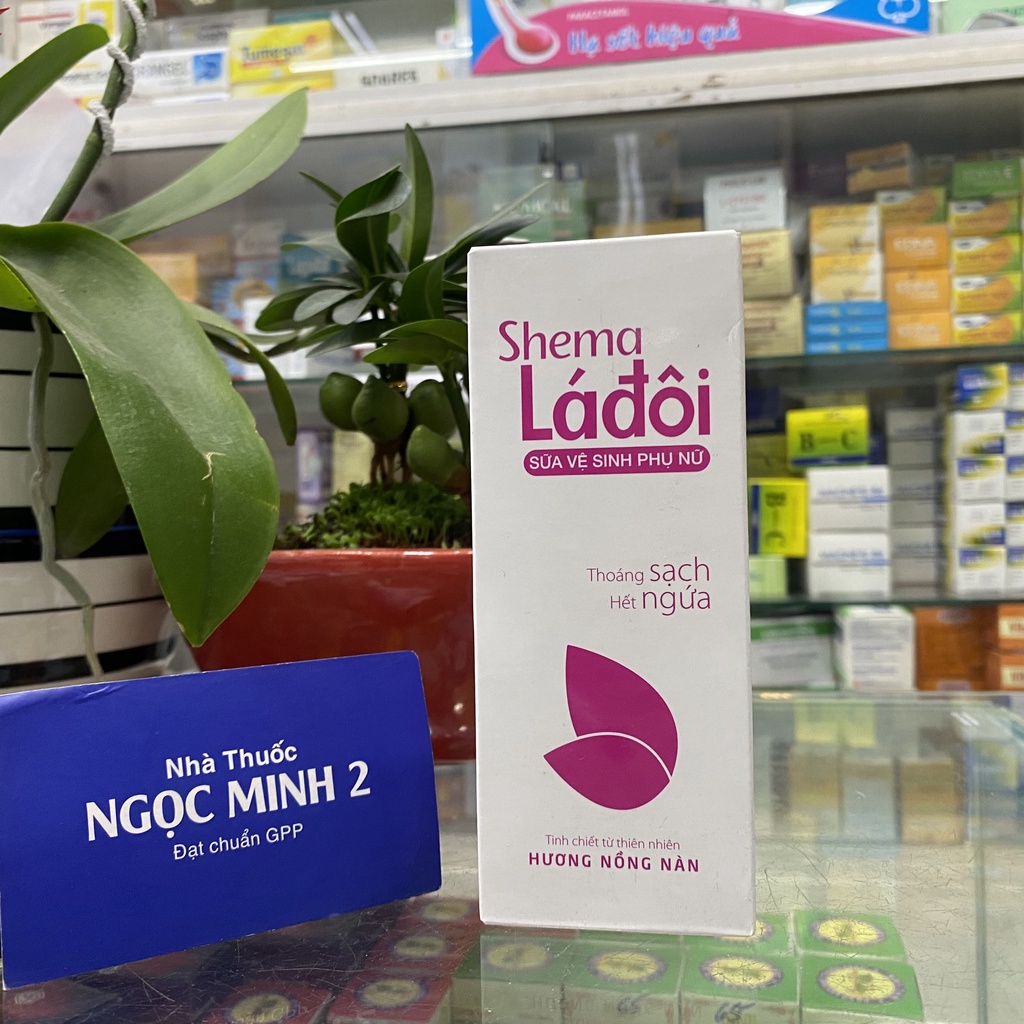 PARACETAMOL
Hạ sốt hiệu quả
Shema
Láđôi
SỮA VỆ SINH PHỤ NỮ
Thoáng sạch
Hết ngứa
Tinh chiết từ thiên nhiên
HƯƠNG NỒNG NÀN
Nhà Thuốc
NGỌC MINH 2
Đạt chuẩn GPP